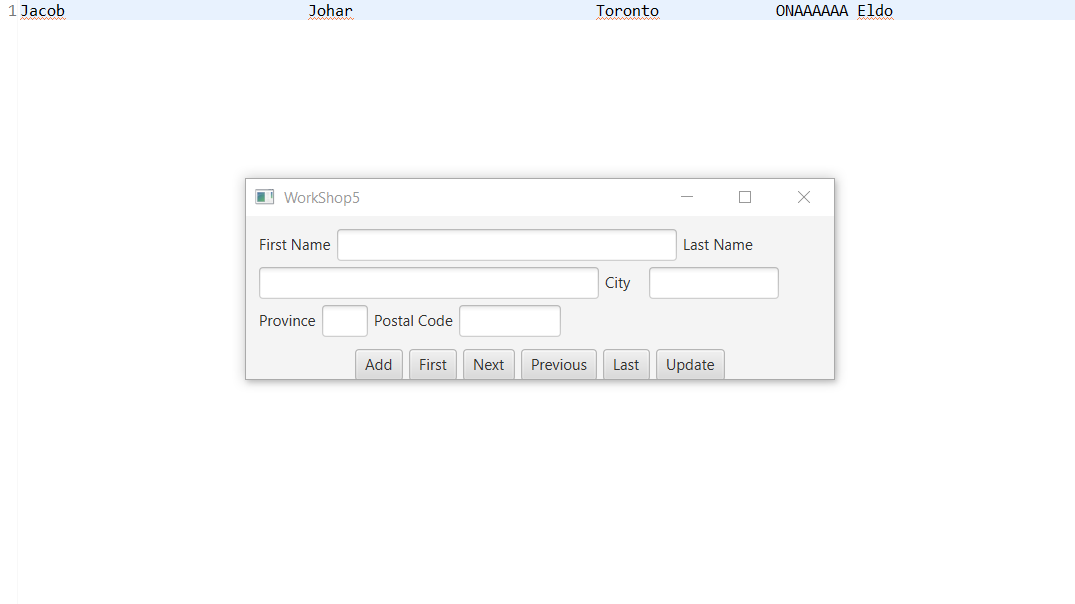 1 Jacob Johar Toronto ONAAAAAA Eldo
WorkShop5
First Name Last Name
City
Province Postal Code
Add First Next Previous Last Update